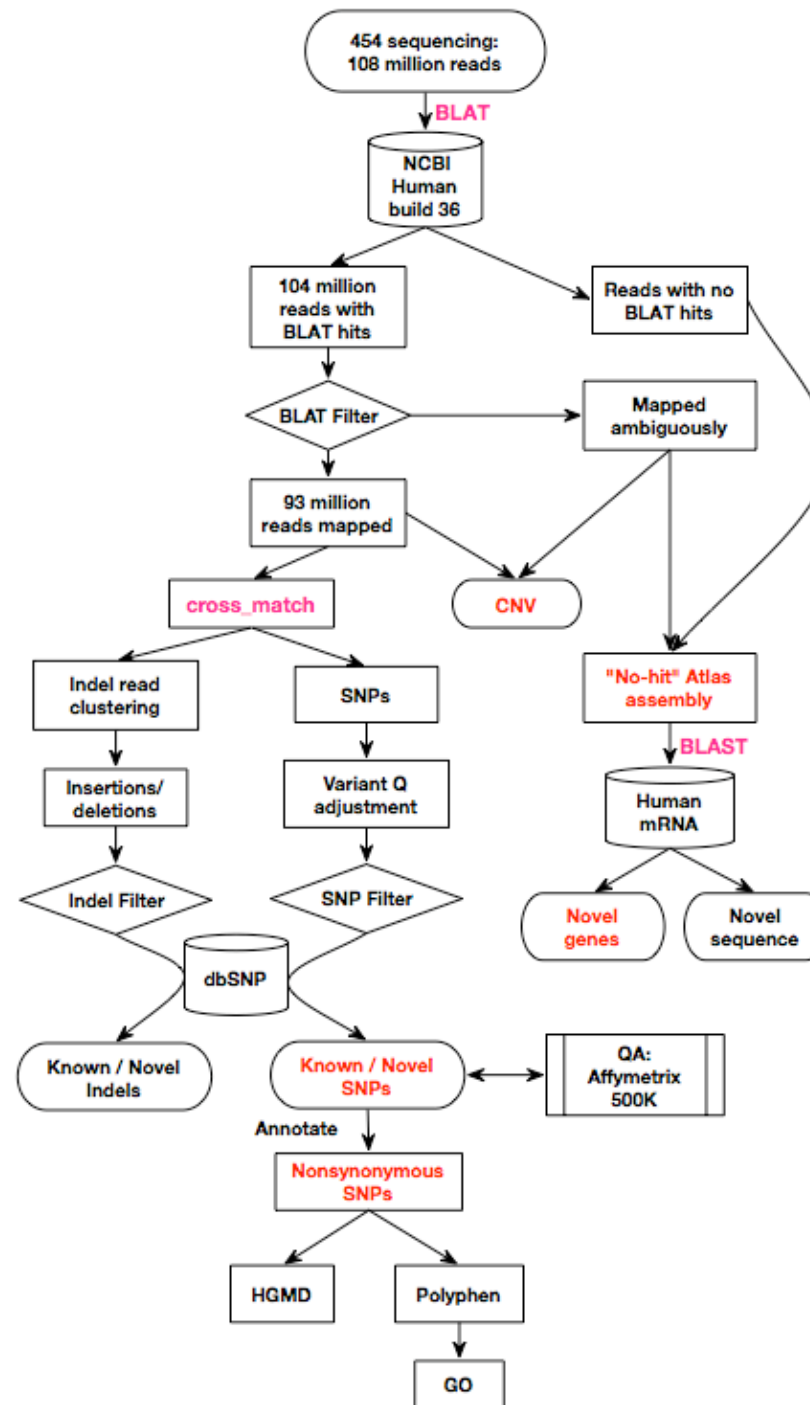 454 sequencing:
108 million reads
BLAT
NCBI
Human
build 36
104 million
reads with
BLAT hits
Reads with no
BLAT hits
BLAT Filter
Mapped
ambiguously
93 million
reads mapped
cross_match
CNV
Indel read
clustering
SNPs
"No-hit" Atlas
assembly
BLAST
Insertions/
deletions
Variant Q
adjustment
Human
mRNA
Indel Filter
SNP Filter
Novel
genes
Novel
sequence
dbSNP
Known / Novel
Indels
Known / Novel
SNPs
QA:
Affymetrix
500K
Annotate
Nonsynonymous
SNPs
HGMD
Polyphen
GO